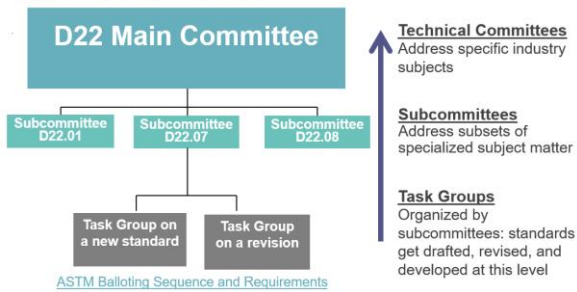 D22 Main Committee
Subcommittee
D22.01
Subcommittee
D22.07
Subcommittee
D22.08
Task Group on
a new standard
Task Group
on a revision
ASTM Balloting Sequence and Requirements
Technical Committees
Address specific industry
subjects
Subcommittees
Address subsets of
specialized subject matter
Task Groups
Organized by
subcommittees: standards
get drafted, revised, and
developed at this level